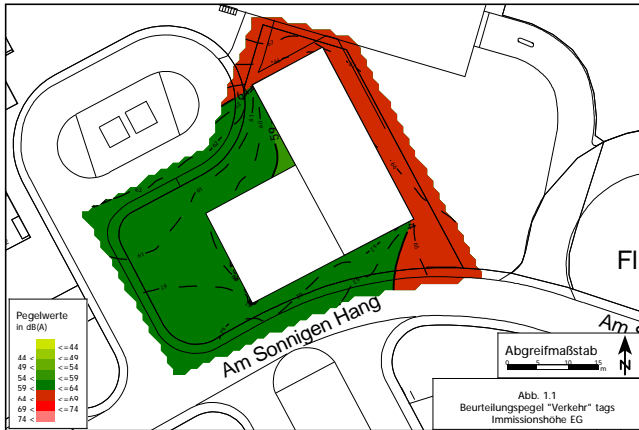 59
Fl
Am Sonnigen Hang
Am S
Pegelwerte
in dB(A)
<=44
44 < <=49
49 < <=54
54 < <=59
59 < <=64
64 < <=69
69 < <=74
74 <
Abgreifmaßstab
0 5 10 15
m
N
Abb. 1.1
Beurteilungspegel "Verkehr" tags
Immissionshöhe EG